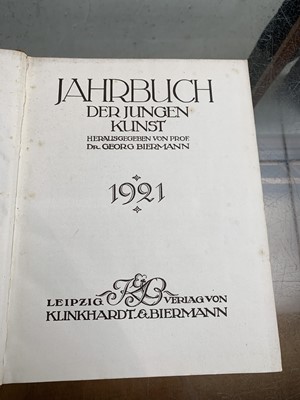 JAHRBUCH
DER JUNGEN
KUNST
HERAUSGEGEBEN VON PROF.
DR. GEORG BIERMANN
1921
LEIPZIG K&B VERLAG VON
KLINKHARDT & BIERMANN